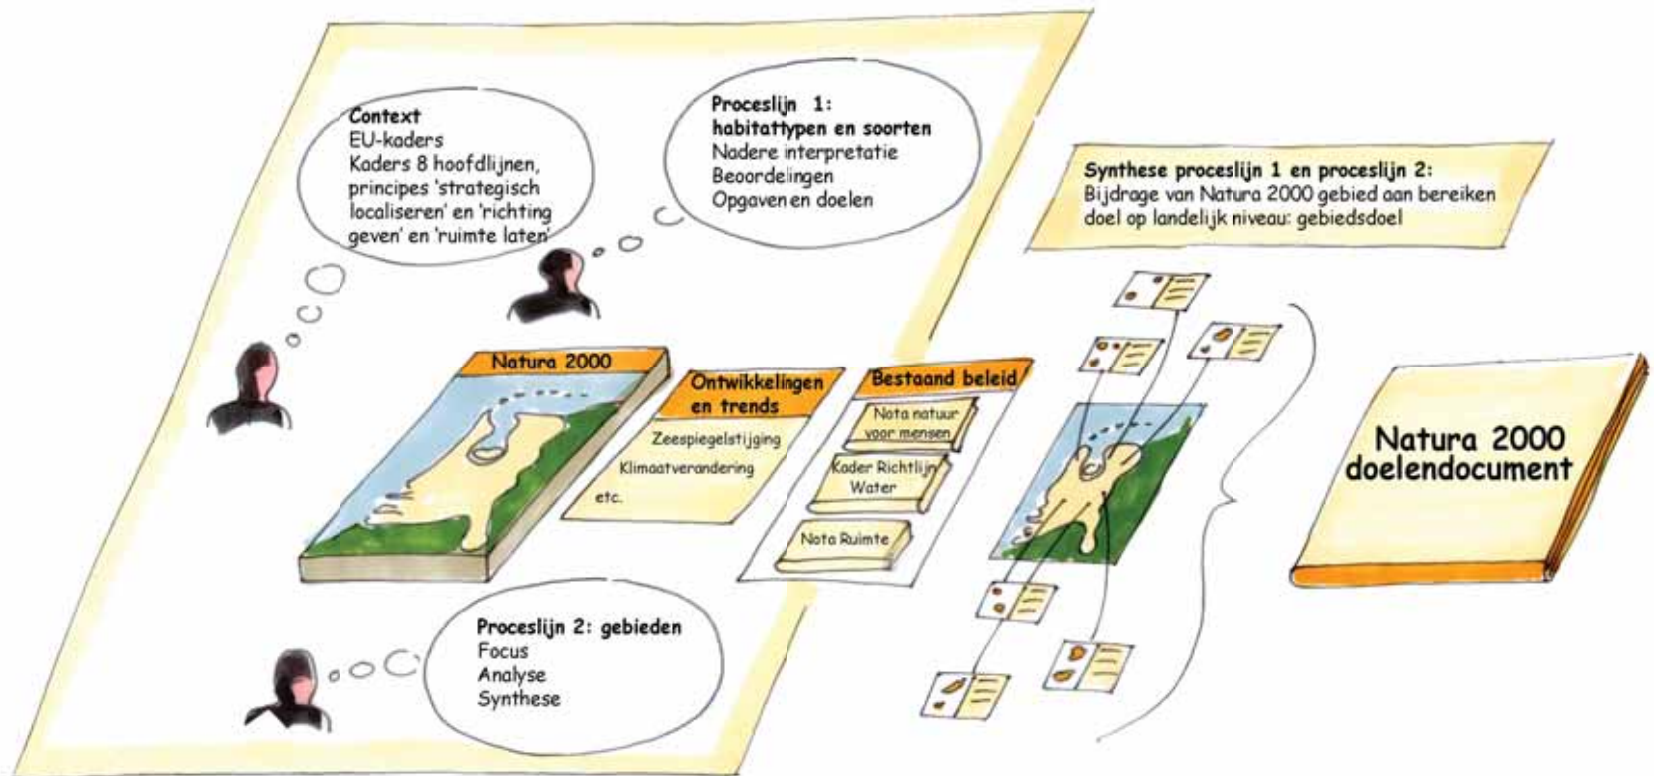 Context
EU-kaders
Kaders 8 hoofdlijnen,
principes 'strategisch
localiseren' en 'richting
geven' en 'ruimte laten'
Proceslijn 1:
habitattypen en soorten
Nadere interpretatie
Beoordelingen
Opgaven en doelen
Synthese proceslijn 1 en proceslijn 2:
Bijdrage van Natura 2000 gebied aan bereiken
doel op landelijk niveau: gebiedsdoel
Natura 2000
Ontwikkelingen
en trends
Zeespiegelstijging
Klimaatverandering
etc.
Bestaand beleid
Nota natuur
voor mensen
Kader Richtlijn
Water
Nota Ruimte
Natura 2000
doelendocument
Proceslijn 2: gebieden
Focus
Analyse
Synthese